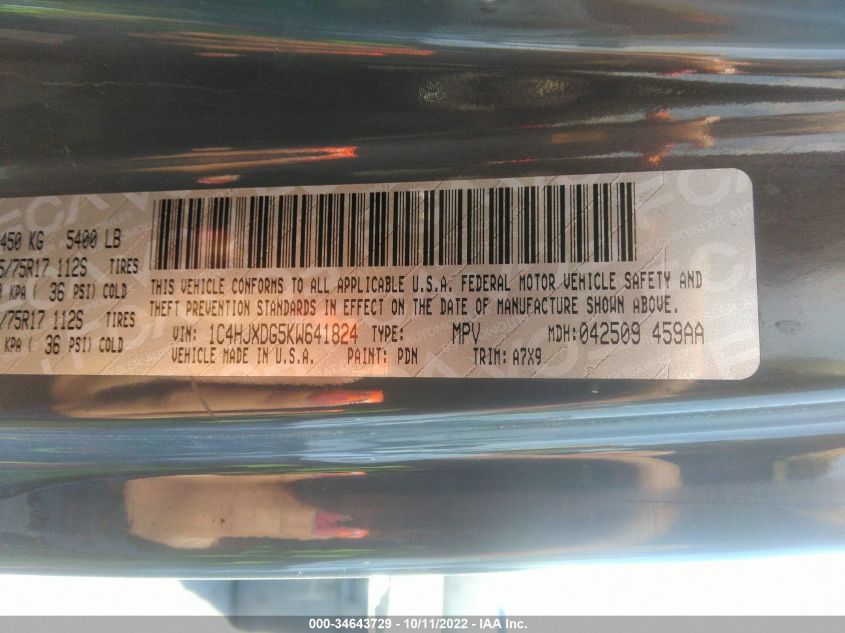 450 KG 5400 LB
/75R17 112S TIRES
KPA ( 36 PSI) COLD
/75R17 112S TIRES
KPA ( 36 PSI) COLD
THIS VEHICLE CONFORMS TO ALL APPLICABLE U.S.A. FEDERAL MOTOR VEHICLE SAFETY AND
THEFT PREVENTION STANDARDS IN EFFECT ON THE DATE OF MANUFACTURE SHOWN ABOVE.
VIN: 1C4HJXDG5KW641824 TYPE: MPV MDH:042509 459AA
VEHICLE MADE IN U.S.A. PAINT: PDN TRIM: A7X9
000-34643729 - 10/11/2022 - IAA Inc.